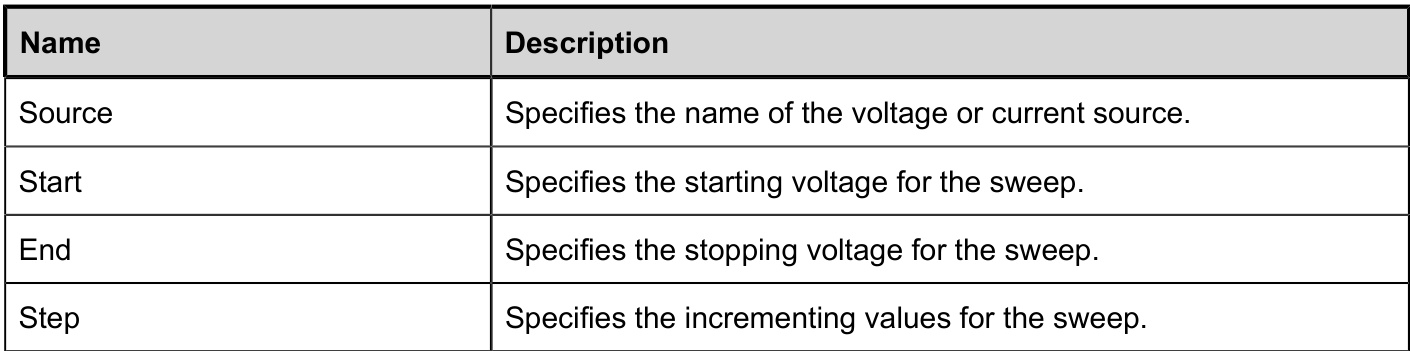 Name Description
Source Specifies the name of the voltage or current source.
Start Specifies the starting voltage for the sweep.
End Specifies the stopping voltage for the sweep.
Step Specifies the incrementing values for the sweep.